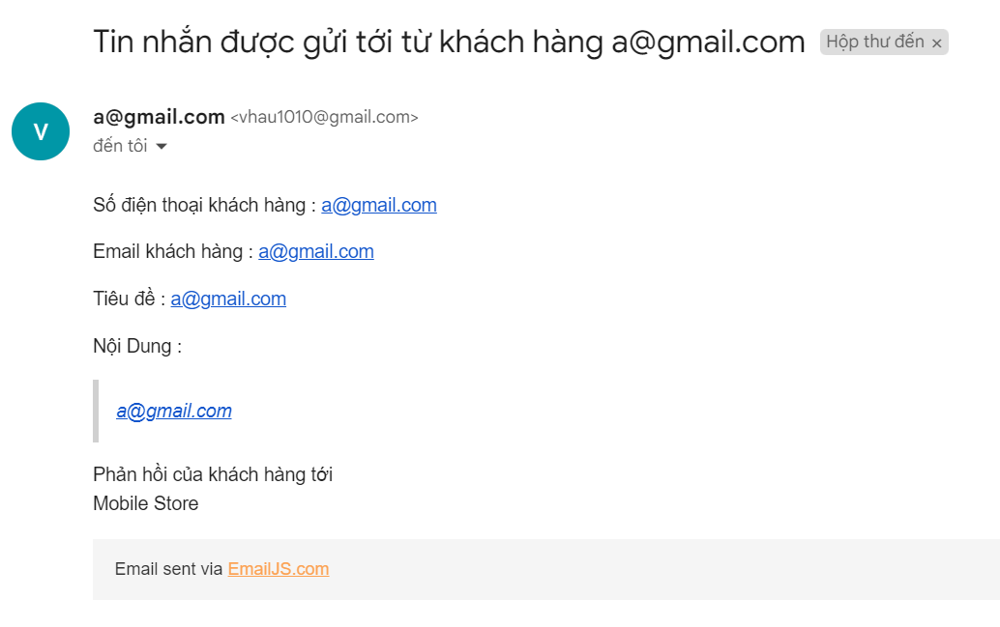 Tin nhắn được gửi tới từ khách hàng a@gmail.com Hộp thư đến ×
V
a@gmail.com <vhau1010@gmail.com>
đến tôi
Số điện thoại khách hàng : a@gmail.com
Email khách hàng : a@gmail.com
Tiêu đề : a@gmail.com
Nội Dung :
a@gmail.com
Phản hồi của khách hàng tới
Mobile Store
Email sent via EmailJS.com